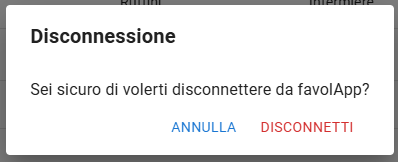 Disconnessione
Sei sicuro di volerti disconnettere da favolApp?
ANNULLA DISCONNETTI